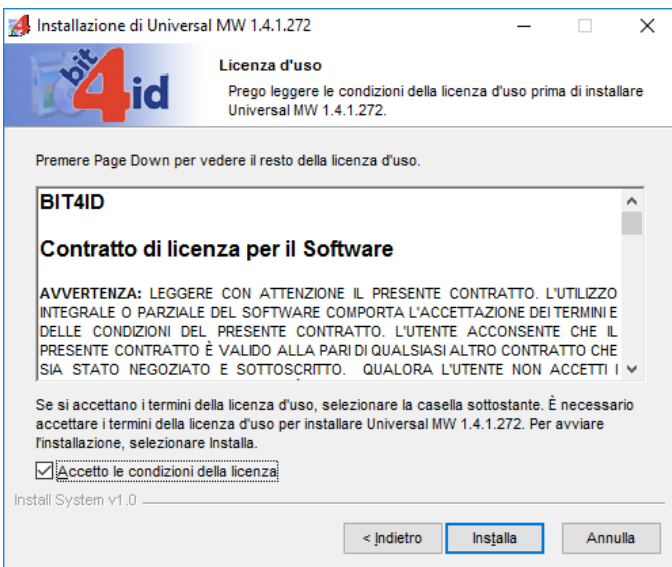 Installazione di Universal MW 1.4.1.272
bit
4id
Licenza d'uso
Prego leggere le condizioni della licenza d'uso prima di installare
Universal MW 1.4.1.272.
Premere Page Down per vedere il resto della licenza d'uso.
BIT4ID
Contratto di licenza per il Software
AVVERTENZA: LEGGERE CON ATTENZIONE IL PRESENTE CONTRATTO. L'UTILIZZO
INTEGRALE O PARZIALE DEL SOFTWARE COMPORTA L'ACCETTAZIONE DEI TERMINI E
DELLE CONDIZIONI DEL PRESENTE CONTRATTO. L'UTENTE ACCONSENTE CHE IL
PRESENTE CONTRATTO È VALIDO ALLA PARI DI QUALSIASI ALTRO CONTRATTO CHE
SIA STATO NEGOZIATO E SOTTOSCRITTO. QUALORA L'UTENTE NON ACCETTI I
Se si accettano i termini della licenza d'uso, selezionare la casella sottostante. È necessario
accettare i termini della licenza d'uso per installare Universal MW 1.4.1.272. Per avviare
l'installazione, selezionare Installa.
Accetto le condizioni della licenza
Install System v1.0
< Indietro
Installa
Annulla